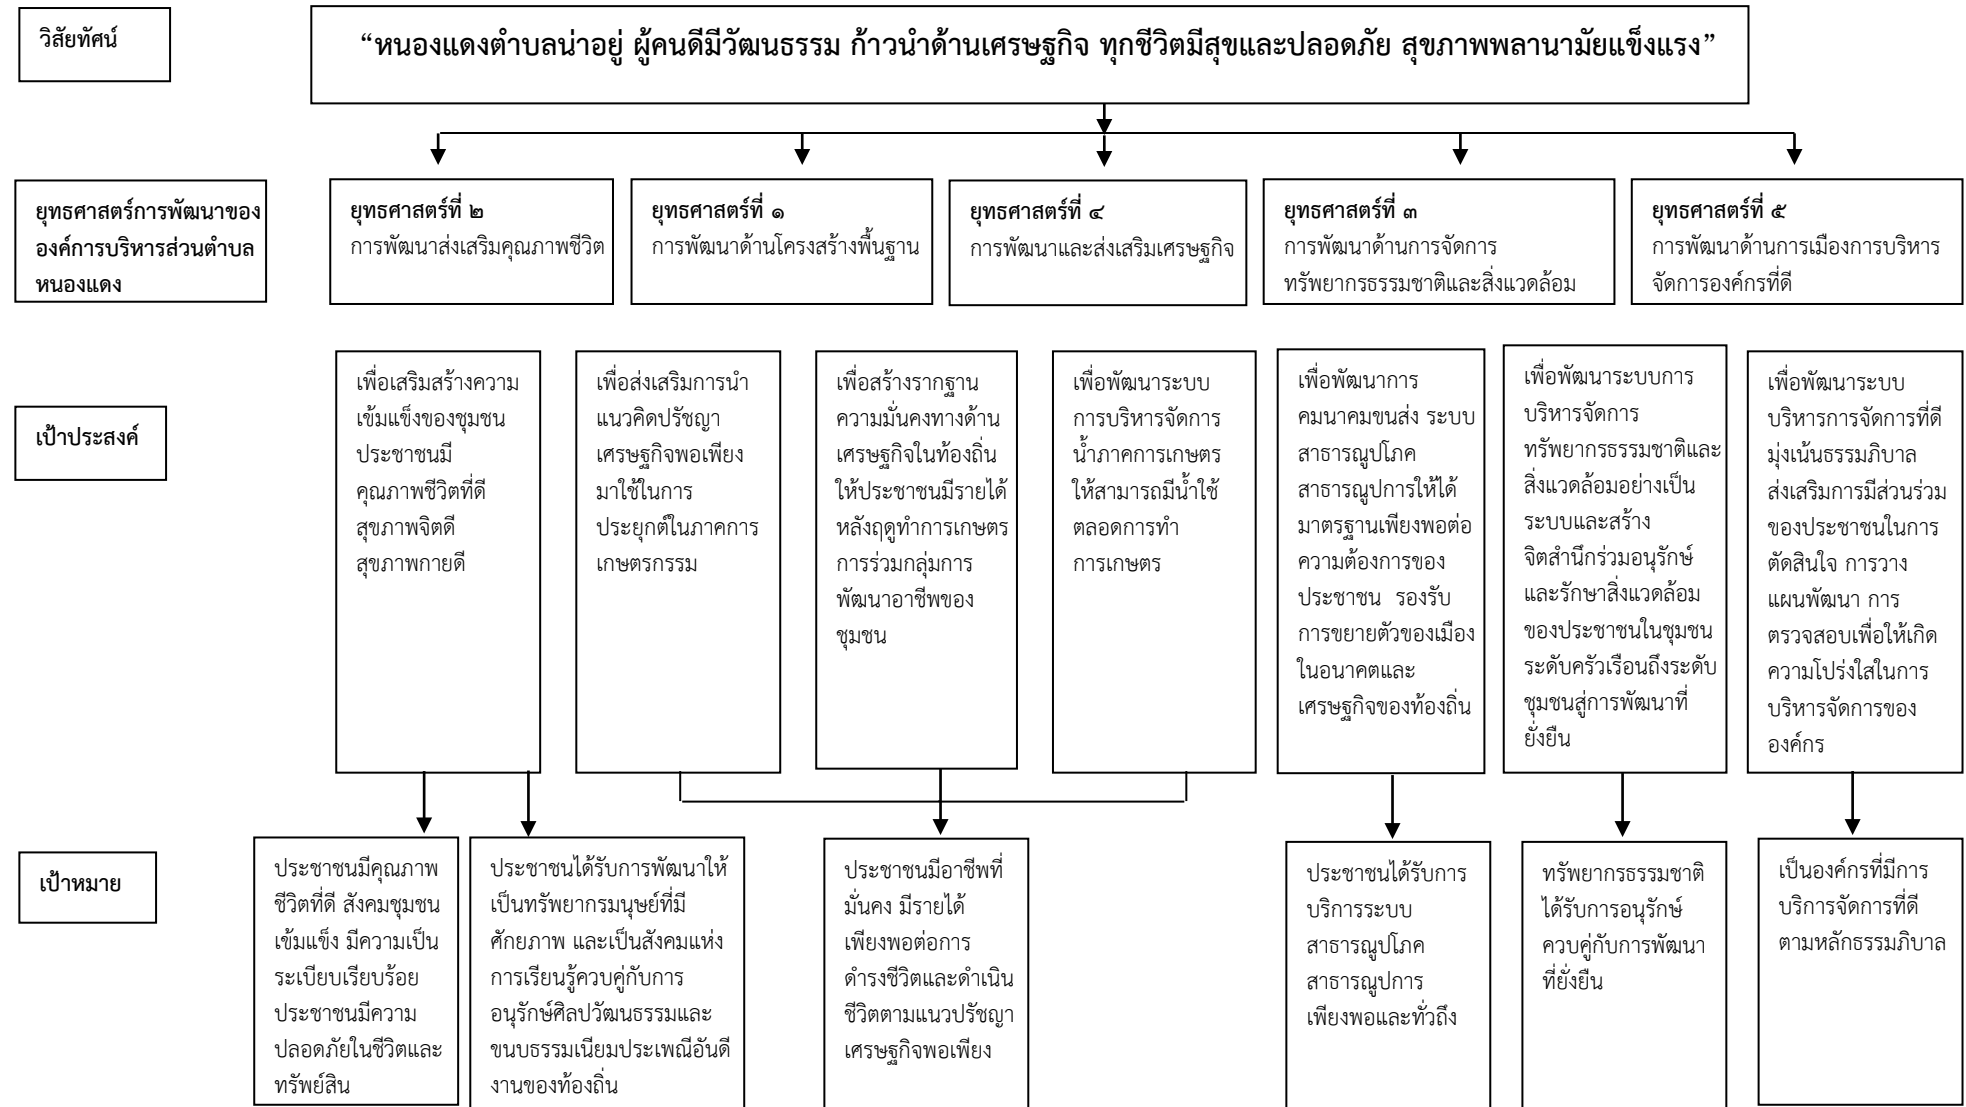 วิสัยทัศน์
“หนองแดงตำบลน่าอยู่ ผู้คนดีมีวัฒนธรรม ก้าวนำด้านเศรษฐกิจ ทุกชีวิตมีสุขและปลอดภัย สุขภาพพลานามัยแข็งแรง”
ยุทธศาสตร์การพัฒนาของ
องค์การบริหารส่วนตำบล
หนองแดง
ยุทธศาสตร์ที่ ๒
การพัฒนาส่งเสริมคุณภาพชีวิต
ยุทธศาสตร์ที่ ๑
การพัฒนาด้านโครงสร้างพื้นฐาน
ยุทธศาสตร์ที่ ๔
การพัฒนาและส่งเสริมเศรษฐกิจ
ยุทธศาสตร์ที่ ๓
การพัฒนาด้านการจัดการ
ทรัพยากรธรรมชาติและสิ่งแวดล้อม
ยุทธศาสตร์ที่ ๕
การพัฒนาด้านการเมืองการบริหาร
จัดการองค์กรที่ดี
เป้าประสงค์
เพื่อเสริมสร้างความ
เข้มแข็งของชุมชน
ประชาชนมี
คุณภาพชีวิตที่ดี
สุขภาพจิตดี
สุขภาพกายดี
เพื่อส่งเสริมการนำ
แนวคิดปรัชญา
เศรษฐกิจพอเพียง
มาใช้ในการ
ประยุกต์ในภาคการ
เกษตรกรรม
เพื่อสร้างรากฐาน
ความมั่นคงทางด้าน
เศรษฐกิจในท้องถิ่น
ให้ประชาชนมีรายได้
หลังฤดูทำการเกษตร
การร่วมกลุ่มการ
พัฒนาอาชีพของ
ชุมชน
เพื่อพัฒนาระบบ
การบริหารจัดการ
น้ำภาคการเกษตร
ให้สามารถมีน้ำใช้
ตลอดการทำ
การเกษตร
เพื่อพัฒนาการ
คมนาคมขนส่ง ระบบ
สาธารณูปโภค
สาธารณูปการให้ได้
มาตรฐานเพียงพอต่อ
ความต้องการของ
ประชาชน รองรับ
การขยายตัวของเมือง
ในอนาคตและ
เศรษฐกิจของท้องถิ่น
เพื่อพัฒนาระบบการ
บริหารจัดการ
ทรัพยากรธรรมชาติและ
สิ่งแวดล้อมอย่างเป็น
ระบบและสร้าง
จิตสำนึกร่วมอนุรักษ์
และรักษาสิ่งแวดล้อม
ของประชาชนในชุมชน
ระดับครัวเรือนถึงระดับ
ชุมชนสู่การพัฒนาที่
ยั่งยืน
เพื่อพัฒนาระบบ
บริหารการจัดการที่ดี
มุ่งเน้นธรรมภิบาล
ส่งเสริมการมีส่วนร่วม
ของประชาชนในการ
ตัดสินใจ การวาง
แผนพัฒนา การ
ตรวจสอบเพื่อให้เกิด
ความโปร่งใสในการ
บริหารจัดการของ
องค์กร
เป้าหมาย
ประชาชนมีคุณภาพ
ชีวิตที่ดี สังคมชุมชน
เข้มแข็ง มีความเป็น
ระเบียบเรียบร้อย
ประชาชนมีความ
ปลอดภัยในชีวิตและ
ทรัพย์สิน
ประชาชนได้รับการพัฒนาให้
เป็นทรัพยากรมนุษย์ที่มี
ศักยภาพ และเป็นสังคมแห่ง
การเรียนรู้ควบคู่กับการ
อนุรักษ์ศิลปวัฒนธรรมและ
ขนบธรรมเนียมประเพณีอันดี
งานของท้องถิ่น
ประชาชนมีอาชีพที่
มั่นคง มีรายได้
เพียงพอต่อการ
ดำรงชีวิตและดำเนิน
ชีวิตตามแนวปรัชญา
เศรษฐกิจพอเพียง
ประชาชนได้รับการ
บริการระบบ
สาธารณูปโภค
สาธารณูปการ
เพียงพอและทั่วถึง
ทรัพยากรธรรมชาติ
ได้รับการอนุรักษ์
ควบคู่กับการพัฒนา
ที่ยั่งยืน
เป็นองค์กรที่มีการ
บริการจัดการที่ดี
ตามหลักธรรมภิบาล